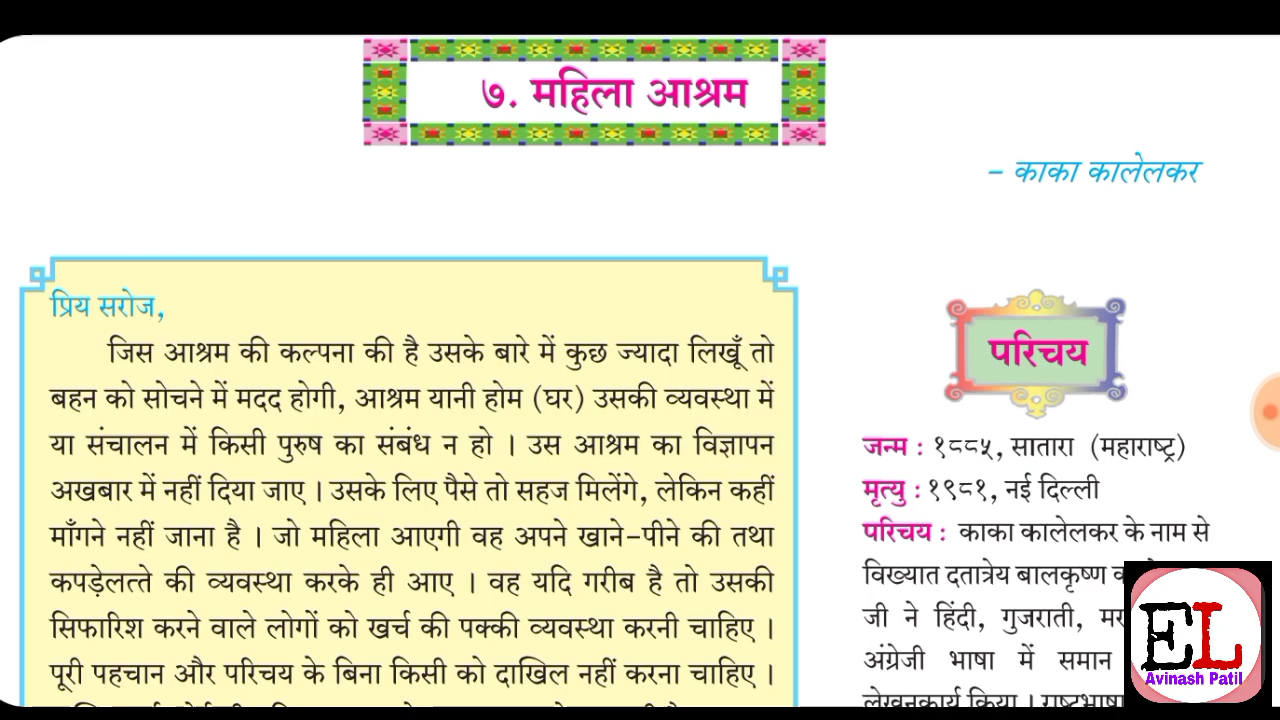 ७. महिला आश्रम
- काका कालेलकर
प्रिय सरोज,
जिस आश्रम की कल्पना की है उसके बारे में कुछ ज्यादा लिखूँ तो
बहन को सोचने में मदद होगी, आश्रम यानी होम (घर) उसकी व्यवस्था में
या संचालन में किसी पुरुष का संबंध न हो । उस आश्रम का विज्ञापन
अखबार में नहीं दिया जाए । उसके लिए पैसे तो सहज मिलेंगे, लेकिन कहीं
माँगने नहीं जाना है । जो महिला आएगी वह अपने खाने-पीने की तथा
कपड़ेलत्ते की व्यवस्था करके ही आए । वह यदि गरीब है तो उसकी
सिफारिश करने वाले लोगों को खर्च की पक्की व्यवस्था करनी चाहिए ।
पूरी पहचान और परिचय के बिना किसी को दाखिल नहीं करना चाहिए ।
परिचय
जन्म : १८८५, सातारा (महाराष्ट्र)
मृत्यु : १९८१, नई दिल्ली
परिचय : काका कालेलकर के नाम से
विख्यात दतात्रेय बालकृष्ण
जी ने हिंदी, गुजराती,
अंग्रेजी भाषा में समान
लेखनकार्य किया । राष्ट्रभाषा
EL
Avinash Patil